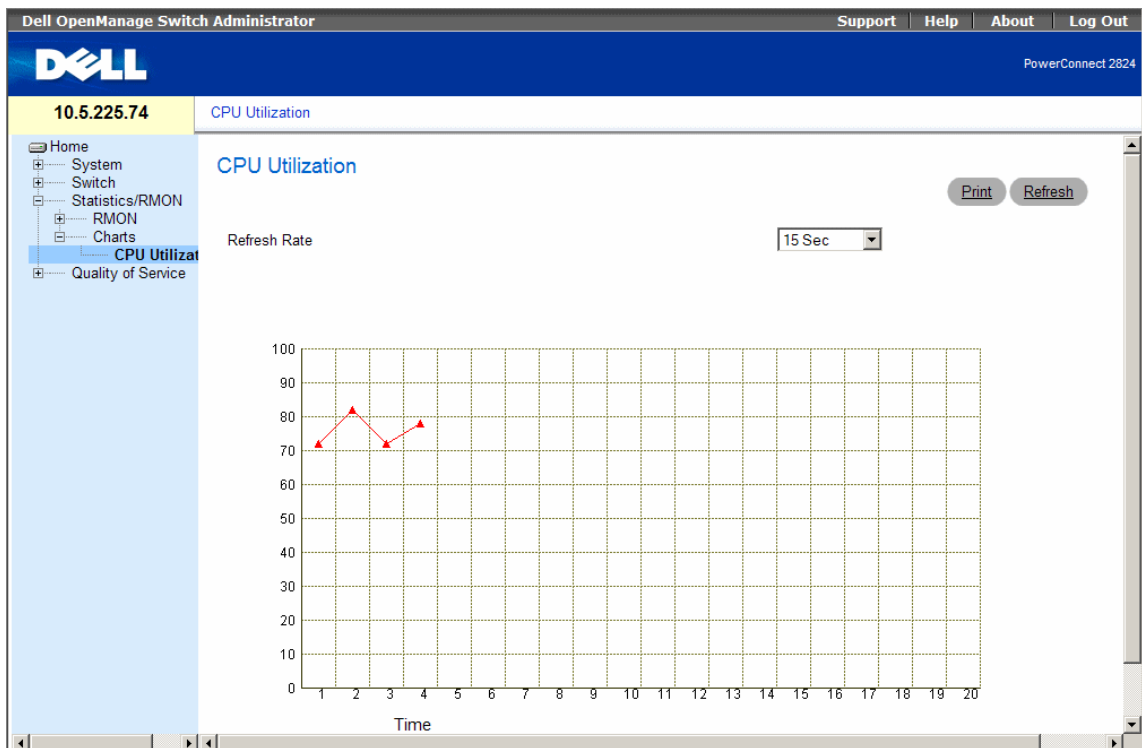 Dell OpenManage Switch Administrator Support Help About Log Out
DELL
PowerConnect 2824
10.5.225.74 CPU Utilization
Home
System
Switch
Statistics/RMON
RMON
Charts
CPU Utilizat
Quality of Service
CPU Utilization
Print Refresh
Refresh Rate 15 Sec
100
90
80
70
60
50
40
30
20
10
0
1 2 3 4 5 6 7 8 9 10 11 12 13 14 15 16 17 18 19 20
Time